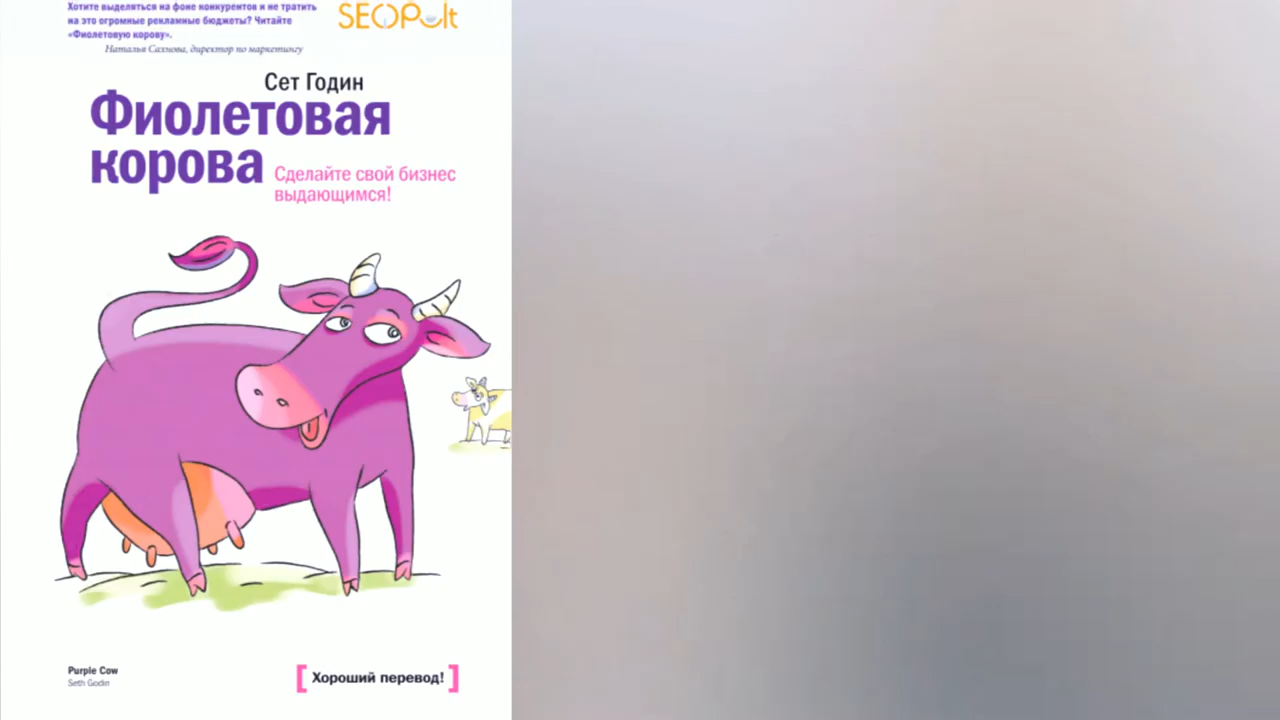 Хотите выделяться на фоне конкурентов и не тратить
на это огромные рекламные бюджеты? Читайте
«Фиолетовую корову».
Наталья Сахнова, директор по маркетингу
SEOPult
Сет Годин
Фиолетовая
корова
Сделайте свой бизнес
выдающимся!
Purple Cow
Seth Godin
[Хороший перевод!]